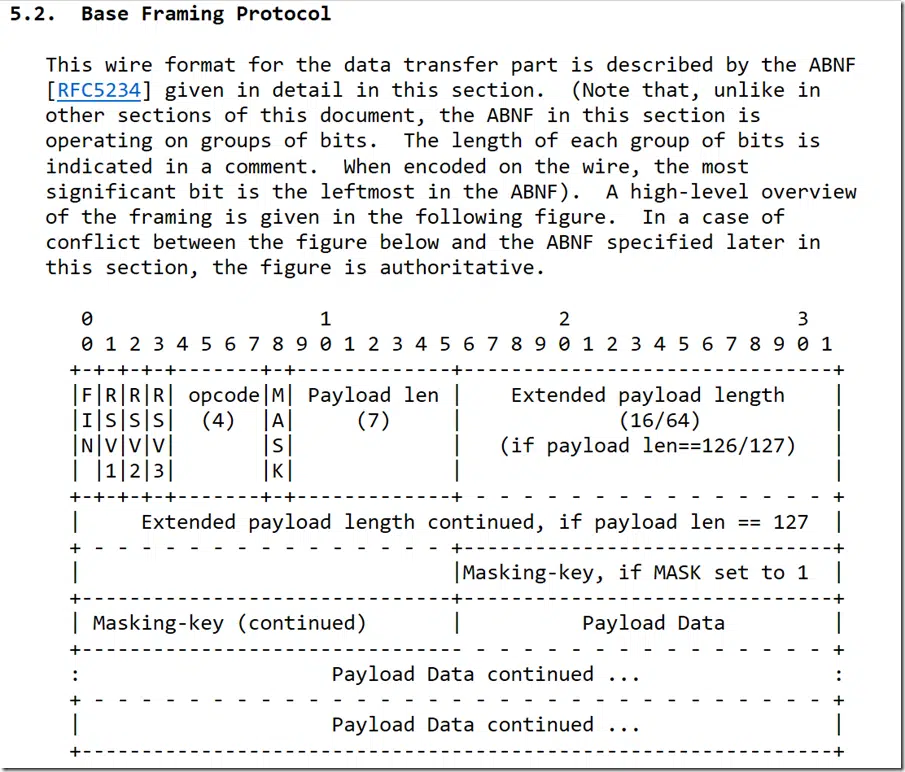 5.2.  Base Framing Protocol

   This wire format for the data transfer part is described by the ABNF
   [RFC5234] given in detail in this section.  (Note that, unlike in
   other sections of this document, the ABNF in this section is
   operating on groups of bits.  The length of each group of bits is
   indicated in a comment.  When encoded on the wire, the most
   significant bit is the leftmost in the ABNF).  A high-level overview
   of the framing is given in the following figure.  In a case of
   conflict between the figure below and the ABNF specified later in
   this section, the figure is authoritative.

      0                   1                   2                   3
      0 1 2 3 4 5 6 7 8 9 0 1 2 3 4 5 6 7 8 9 0 1 2 3 4 5 6 7 8 9 0 1
     +-+-+-+-+-------+-+-------------+-------------------------------+
     |F|R|R|R| opcode|M| Payload len |    Extended payload length    |
     |I|S|S|S|  (4)  |A|     (7)     |             (16/64)           |
     |N|V|V|V|       |S|             |   (if payload len==126/127)   |
     | |1|2|3|       |K|             |                               |
     +-+-+-+-+-------+-+-------------+ - - - - - - - - - - - - - - - +
     |     Extended payload length continued, if payload len == 127  |
     + - - - - - - - - - - - - - - - +-------------------------------+
     |                               |Masking-key, if MASK set to 1  |
     +-------------------------------+-------------------------------+
     | Masking-key (continued)       |          Payload Data         |
     +-------------------------------- - - - - - - - - - - - - - - - +
     :                     Payload Data continued ...                :
     + - - - - - - - - - - - - - - - - - - - - - - - - - - - - - - - +
     |                     Payload Data continued ...                |
     +---------------------------------------------------------------+